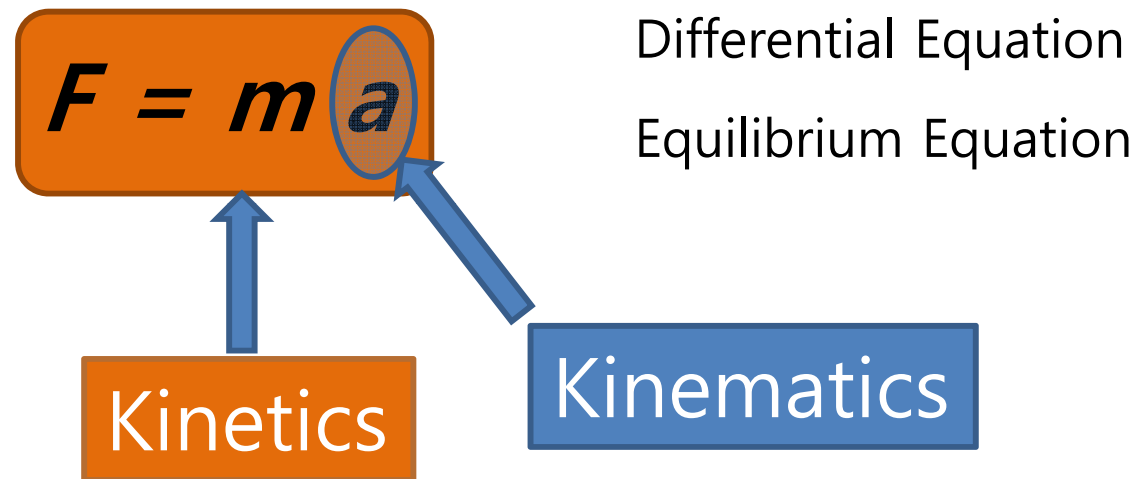 F = m a
Differential Equation
Equilibrium Equation
Kinetics
Kinematics